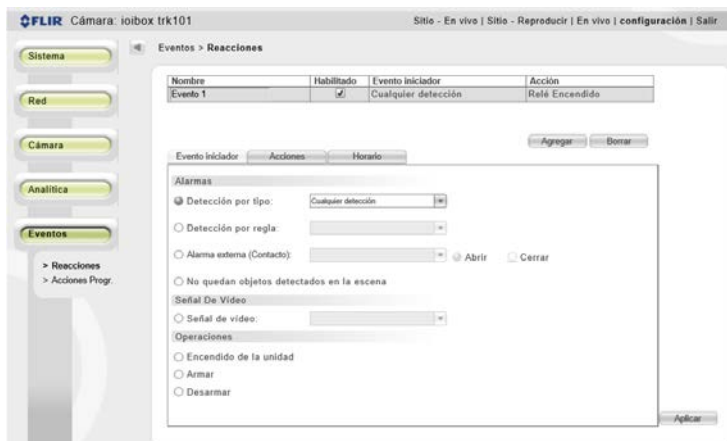 FLIR Cámara: ioibox trk101
Sitio - En vivo | Sitio - Reproducir | En vivo | configuración | Salir
Sistema
Red
Cámara
Analítica
Eventos
> Reacciones
> Acciones Progr.
Eventos > Reacciones
Nombre Habilitado Evento iniciador Acción
Evento 1 Cualquier detección Relé Encendido
Agregar Borrar
Evento iniciador Acciones Horario
Alarmas
Detección por tipo: Cualquier detección
Detección por regla:
Alarma externa (Contacto): Abrir Cerrar
No quedan objetos detectados en la escena
Señal De Vídeo
Señal de vídeo:
Operaciones
Encendido de la unidad
Armar
Desarmar
Aplicar